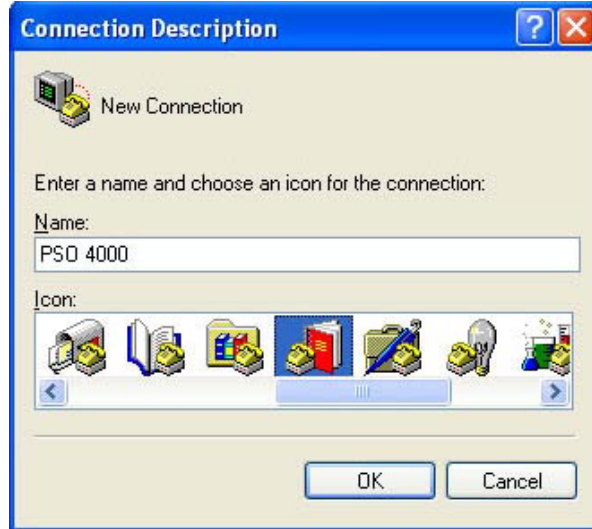 Connection Description
New Connection
Enter a name and choose an icon for the connection:
Name:
PSO 4000
Icon:
OK Cancel